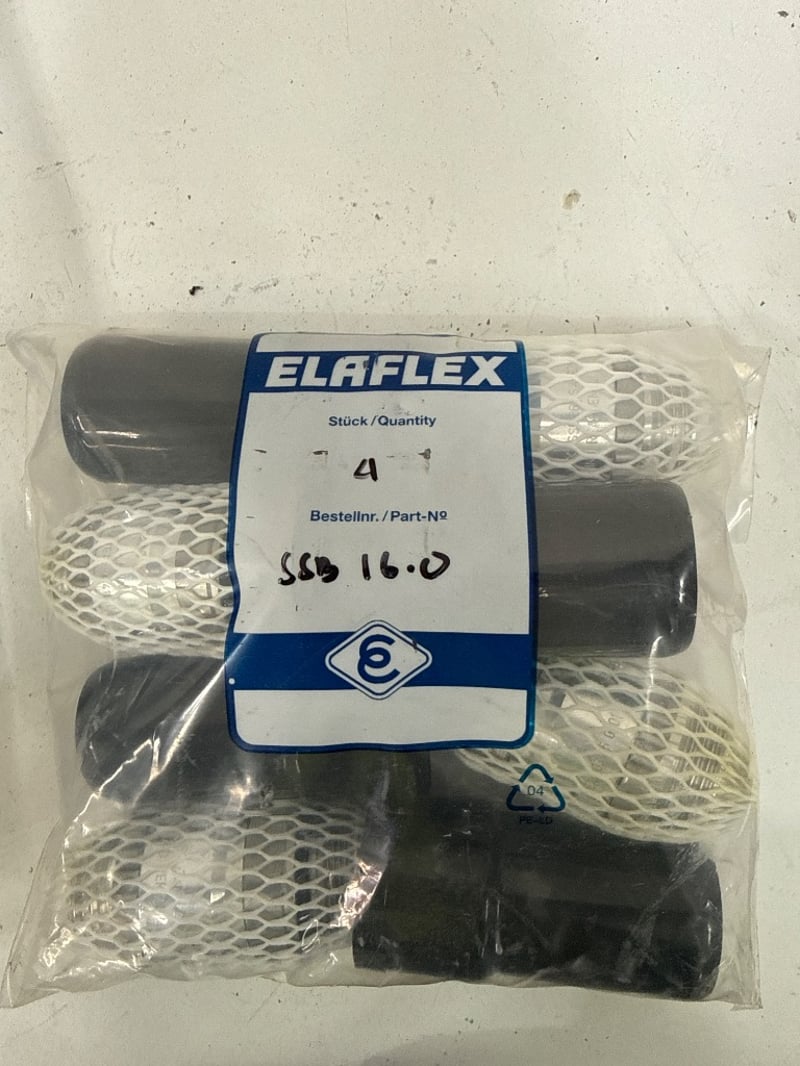 ELAFLEX
Stück / Quantity
4
Bestellnr. / Part-Nº
SSB 16.0
04
PE-LD